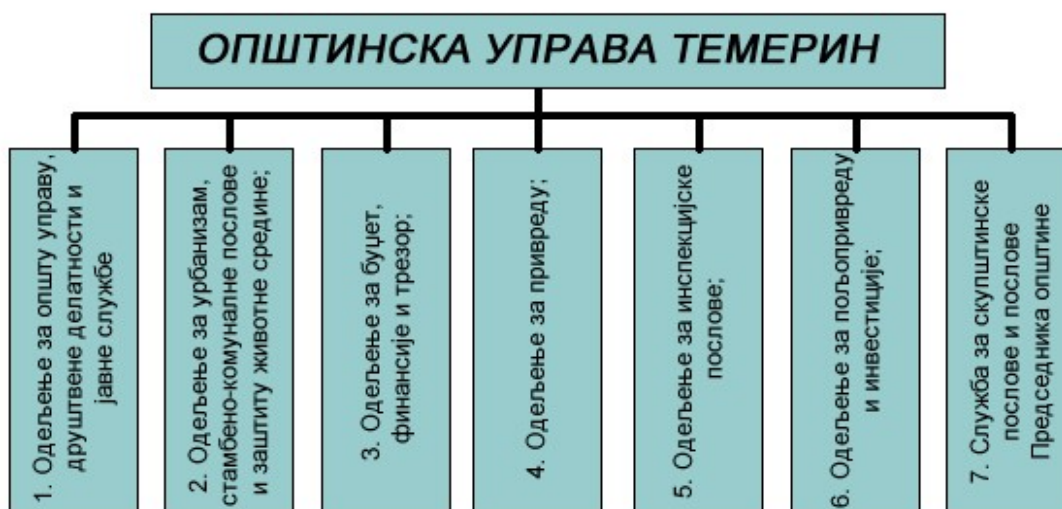 ОПШТИНСКА УПРАВА ТЕМЕРИН
1. Одељење за општу управу,
друштвене делатности и
јавне службе
2. Одељење за урбанизам,
стамбено-комуналне послове
и заштиту животне средине;
3. Одељење за буџет,
финансије и трезор;
4. Одељење за привреду;
5. Одељење за инспекцијске
послове;
6. Одељење за пољопривреду
и инвестиције;
7. Служба за скупштинске
послове и послове
Председника општине